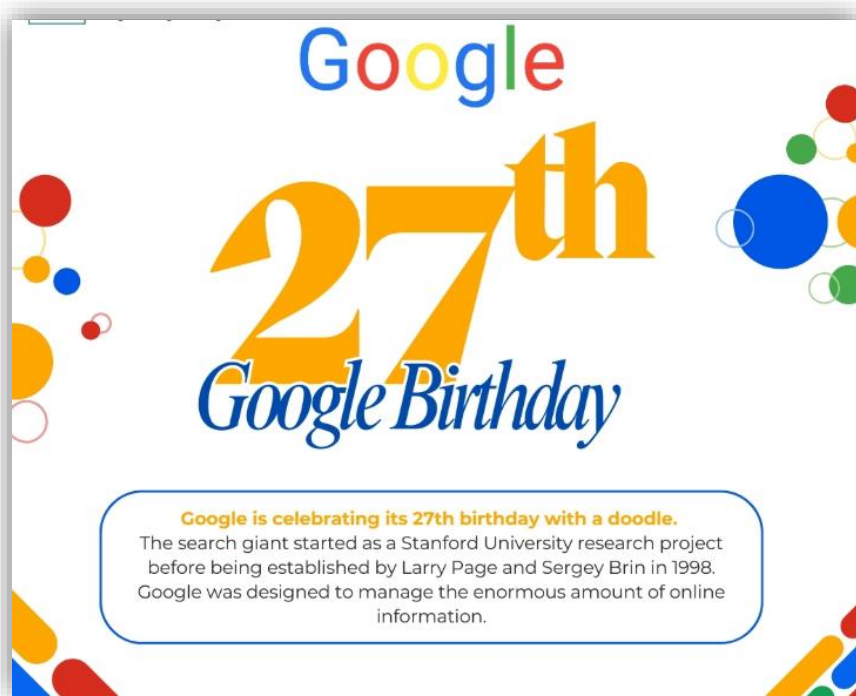 Google
27th
Google Birthday
Google is celebrating its 27th birthday with a doodle.
The search giant started as a Stanford University research project
before being established by Larry Page and Sergey Brin in 1998.
Google was designed to manage the enormous amount of online
information.